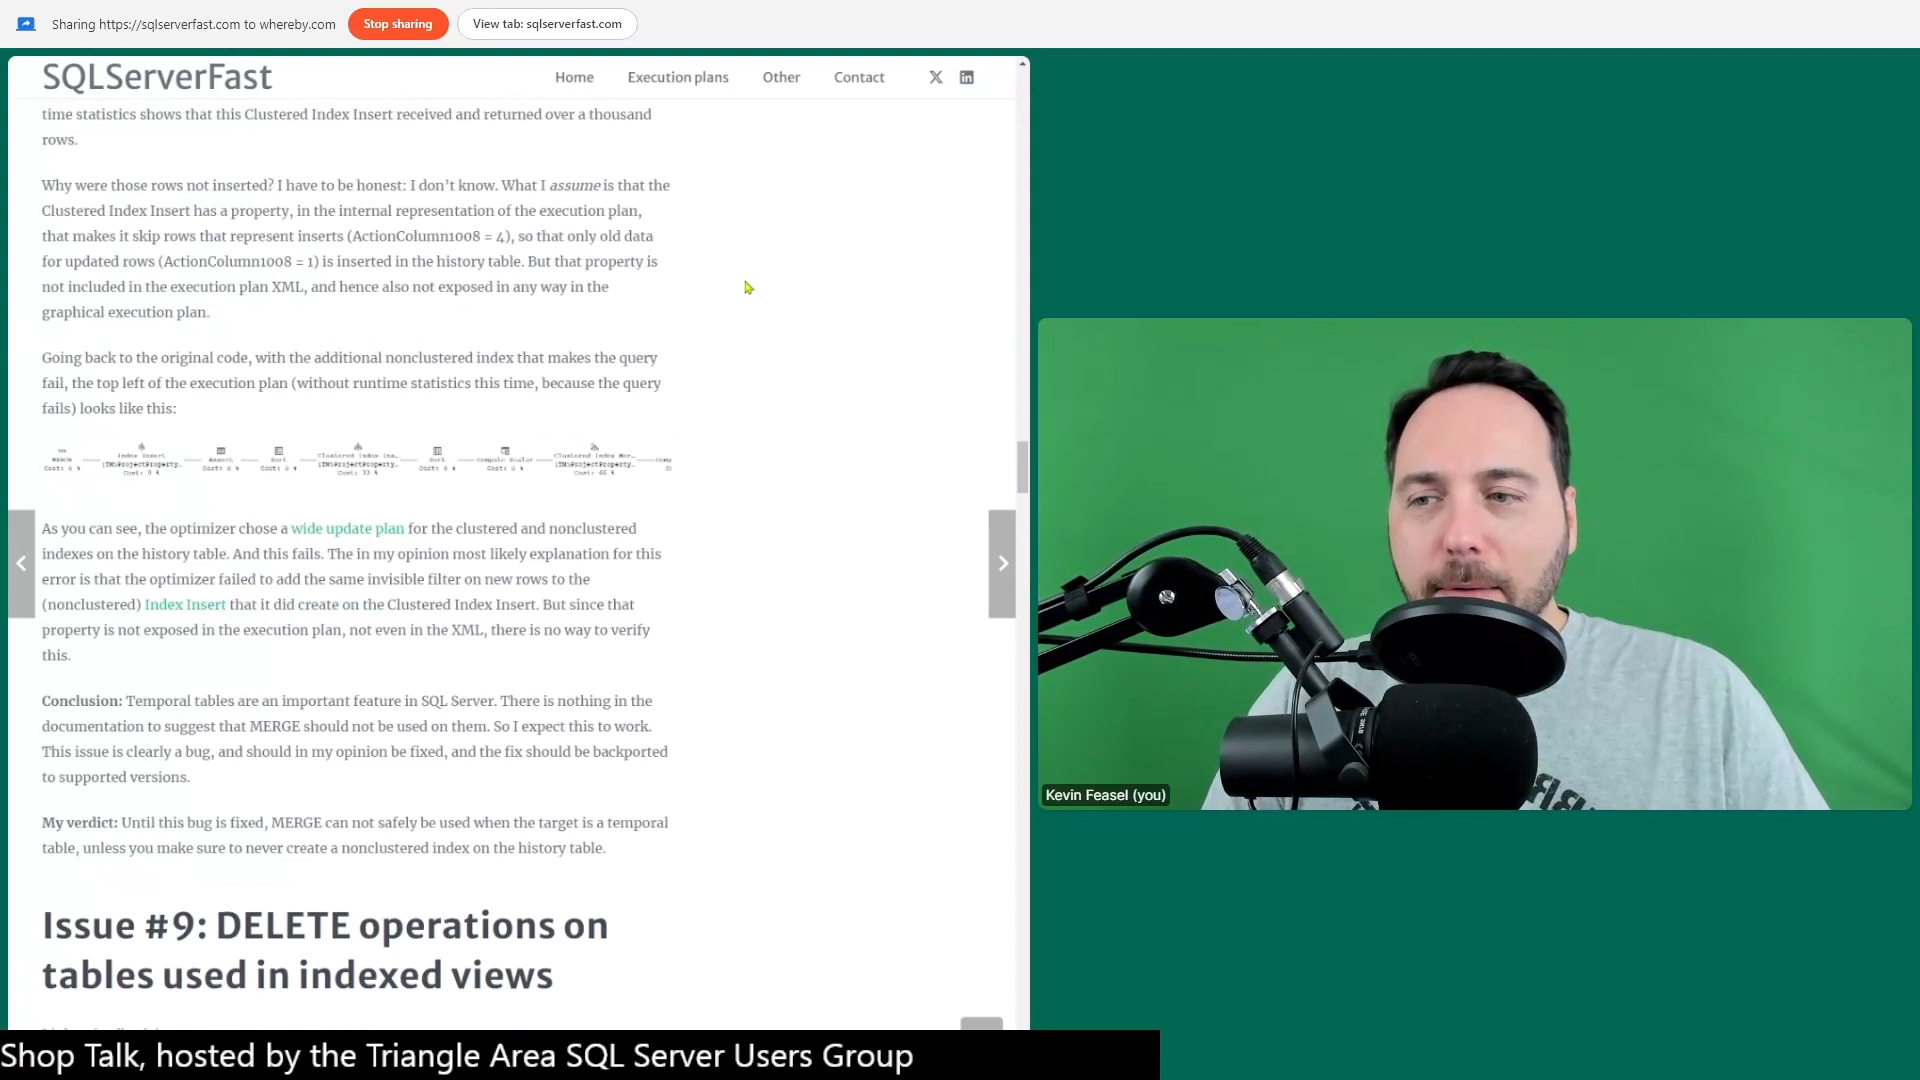 Sharing https://sqlserverfast.com to whereby.com
Stop sharing
View tab: sqlserverfast.com
SQLServerFast
Home
Execution plans
Other
Contact
time statistics shows that this Clustered Index Insert received and returned over a thousand
rows.
Why were those rows not inserted? I have to be honest: I don’t know. What I assume is that the
Clustered Index Insert has a property, in the internal representation of the execution plan,
that makes it skip rows that represent inserts (ActionColumn1008 = 4), so that only old data
for updated rows (ActionColumn1008 = 1) is inserted in the history table. But that property is
not included in the execution plan XML, and hence also not exposed in any way in the
graphical execution plan.
Going back to the original code, with the additional nonclustered index that makes the query
fail, the top left of the execution plan (without runtime statistics this time, because the query
fails) looks like this:
As you can see, the optimizer chose a wide update plan for the clustered and nonclustered
indexes on the history table. And this fails. The in my opinion most likely explanation for this
error is that the optimizer failed to add the same invisible filter on new rows to the
(nonclustered) Index Insert that it did create on the Clustered Index Insert. But since that
property is not exposed in the execution plan, not even in the XML, there is no way to verify
this.
Conclusion: Temporal tables are an important feature in SQL Server. There is nothing in the
documentation to suggest that MERGE should not be used on them. So I expect this to work.
This issue is clearly a bug, and should in my opinion be fixed, and the fix should be backported
to supported versions.
My verdict: Until this bug is fixed, MERGE can not safely be used when the target is a temporal
table, unless you make sure to never create a nonclustered index on the history table.
Issue #9: DELETE operations on
tables used in indexed views
Kevin Feasel (you)
Shop Talk, hosted by the Triangle Area SQL Server Users Group